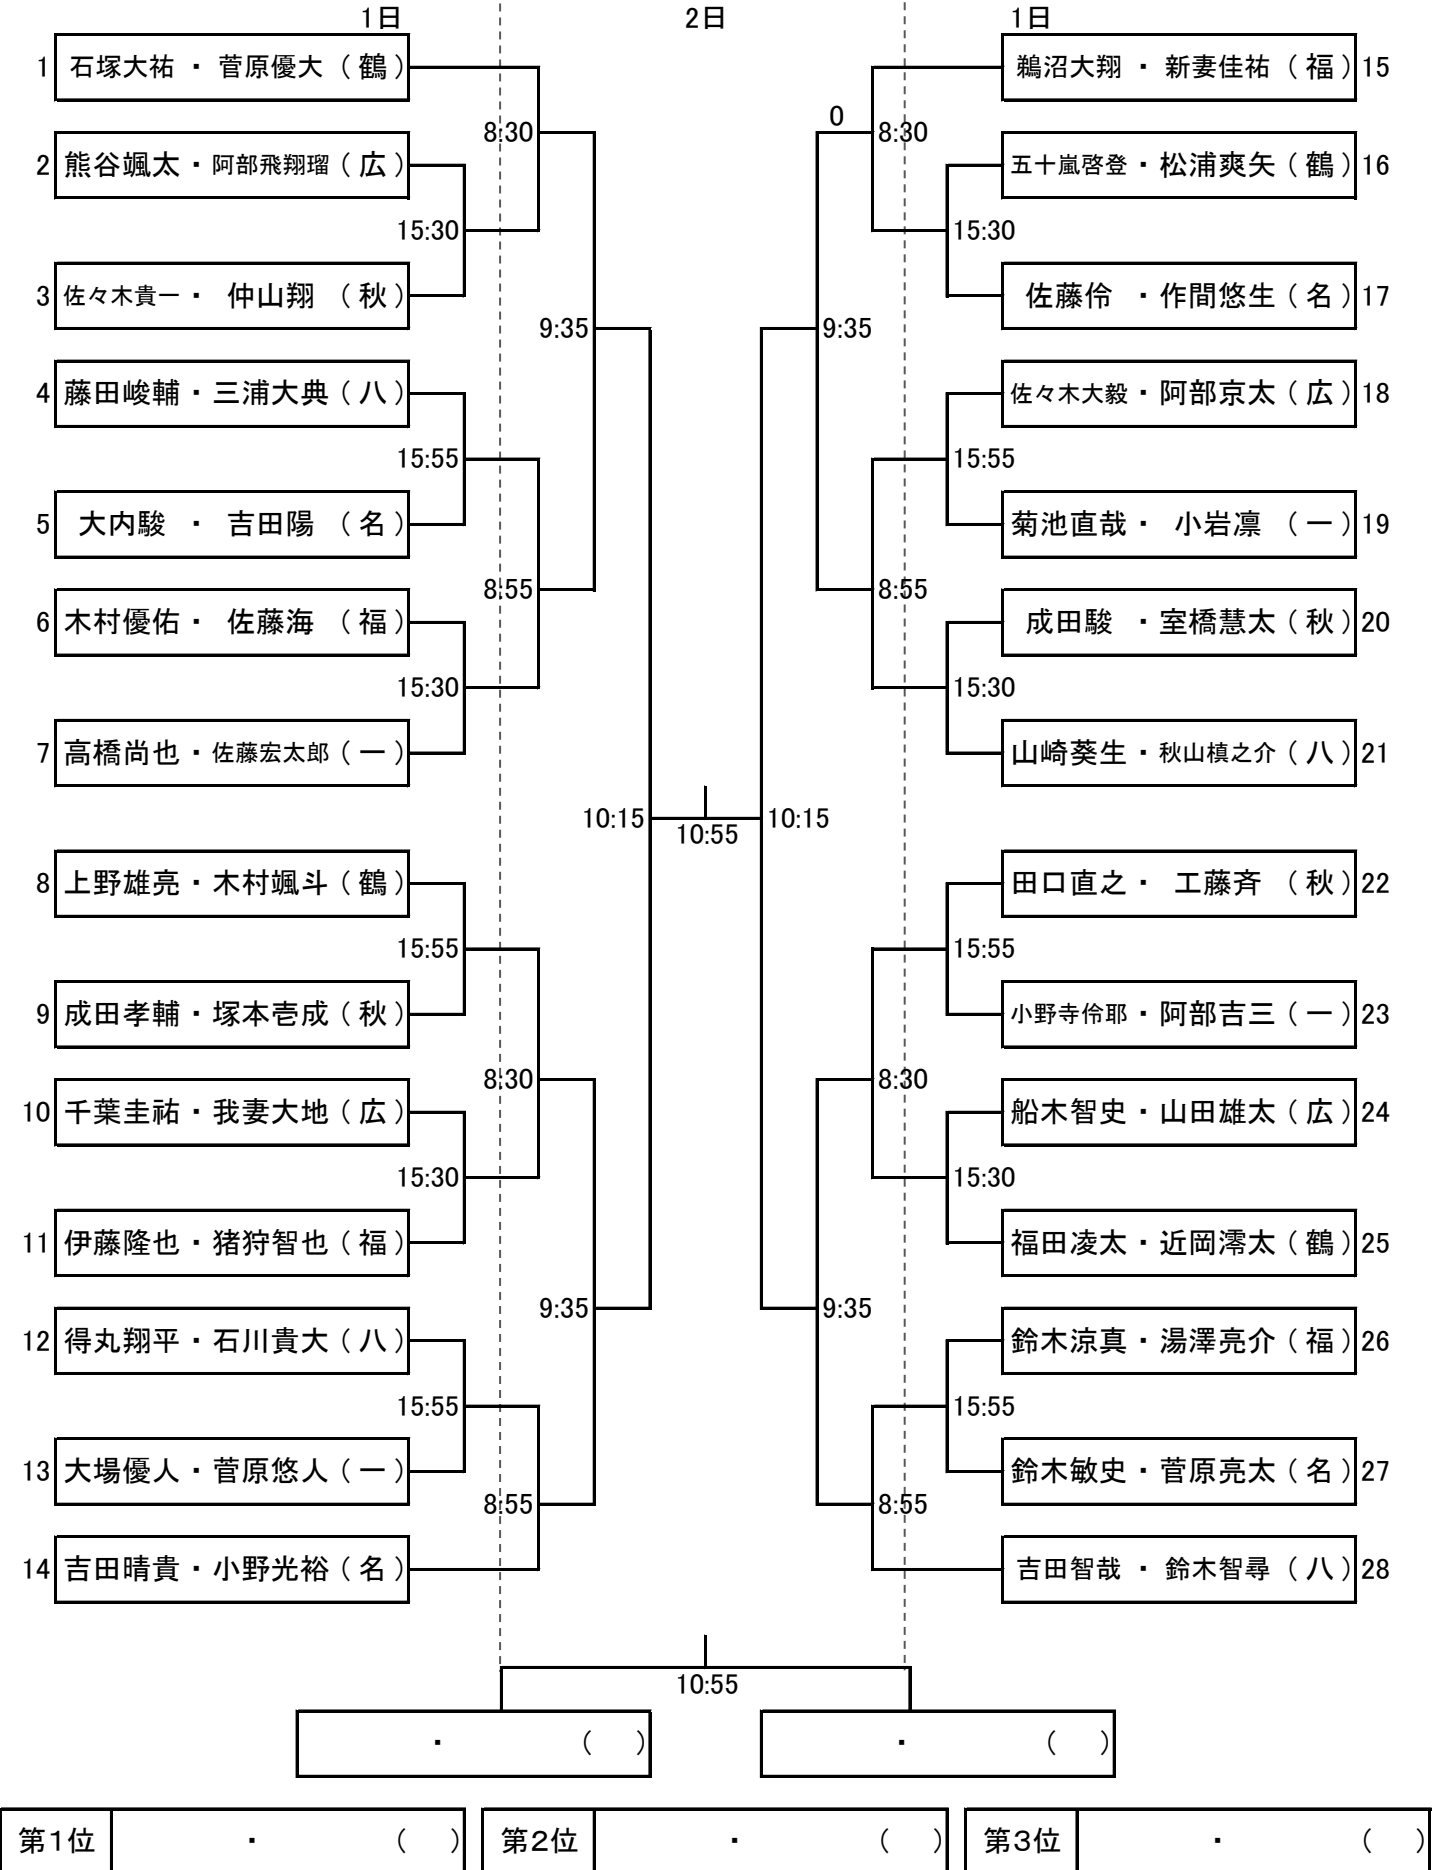 1日 2日 1日
1 石塚大祐 ・ 菅原優大 ( 鶴 ) 鵜沼大翔 ・ 新妻佳祐 ( 福 ) 15
0
8:30 8:30
2 熊谷颯太 ・ 阿部飛翔瑠 ( 広 ) 五十嵐啓登 ・ 松浦爽矢 ( 鶴 ) 16
15:30 15:30
3 佐々木貴一 ・ 仲山翔 ( 秋 ) 佐藤伶 ・ 作間悠生 ( 名 ) 17
9:35 9:35
4 藤田峻輔 ・ 三浦大典 ( 八 ) 佐々木大毅 ・ 阿部京太 ( 広 ) 18
15:55 15:55
5 大内駿 ・ 吉田陽 ( 名 ) 菊池直哉 ・ 小岩凛 ( 一 ) 19
8:55 8:55
6 木村優佑 ・ 佐藤海 ( 福 ) 成田駿 ・ 室橋慧太 ( 秋 ) 20
15:30 15:30
7 高橋尚也 ・ 佐藤宏太郎 ( 一 ) 山崎葵生 ・ 秋山槙之介 ( 八 ) 21
10:15 10:55 10:15
8 上野雄亮 ・ 木村颯斗 ( 鶴 ) 田口直之 ・ 工藤斉 ( 秋 ) 22
15:55 15:55
9 成田孝輔 ・ 塚本壱成 ( 秋 ) 小野寺伶耶 ・ 阿部吉三 ( 一 ) 23
8:30 8:30
10 千葉圭祐 ・ 我妻大地 ( 広 ) 船木智史 ・ 山田雄太 ( 広 ) 24
15:30 15:30
11 伊藤隆也 ・ 猪狩智也 ( 福 ) 福田凌太 ・ 近岡澪太 ( 鶴 ) 25
9:35 9:35
12 得丸翔平 ・ 石川貴大 ( 八 ) 鈴木涼真 ・ 湯澤亮介 ( 福 ) 26
15:55 15:55
13 大場優人 ・ 菅原悠人 ( 一 ) 鈴木敏史 ・ 菅原亮太 ( 名 ) 27
8:55 8:55
14 吉田晴貴 ・ 小野光裕 ( 名 ) 吉田智哉 ・ 鈴木智尋 ( 八 ) 28
10:55
・ ( ) ・ ( )
第1位 ・ ( ) 第2位 ・ ( ) 第3位 ・ ( )